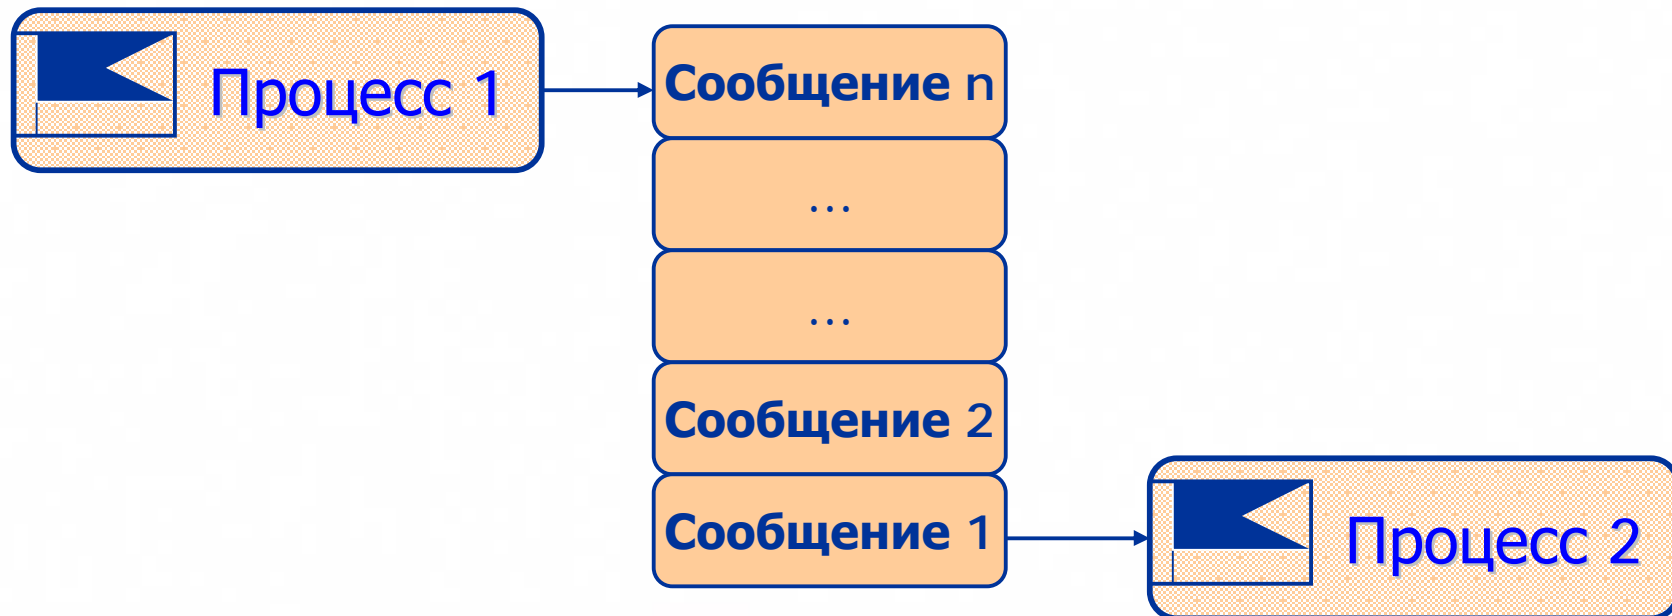 Процесс 1
Сообщение n
...
...
Сообщение 2
Сообщение 1
Процесс 2